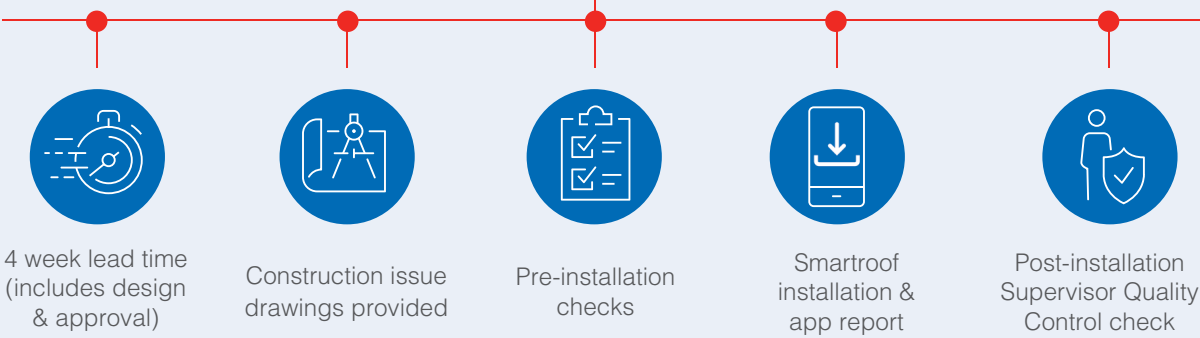 4 week lead time
(includes design
& approval)
Construction issue
drawings provided
Pre-installation
checks
Smartroof
installation &
app report
Post-installation
Supervisor Quality
Control check